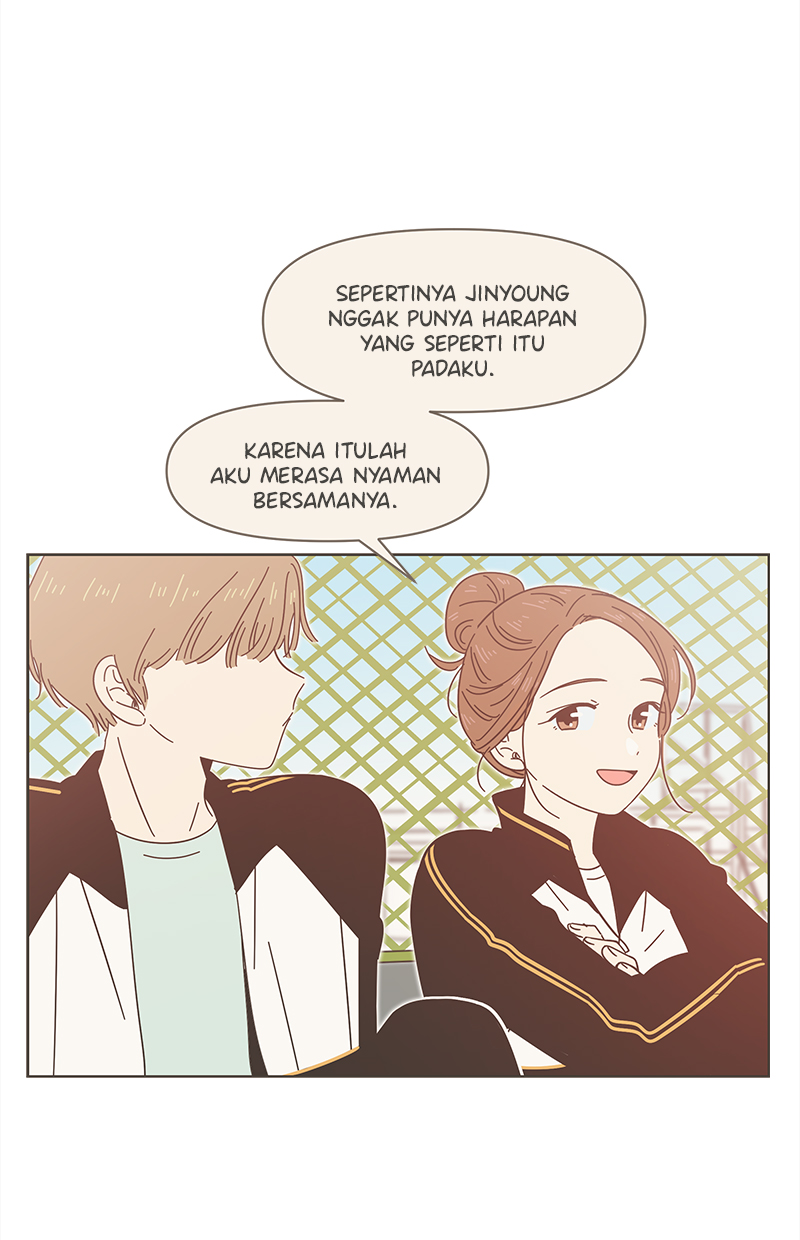 SEPERTINYA JINYOUNG
NGGAK PUNYA HARAPAN
YANG SEPERTI ITU
PADAKU.
KARENA ITULAH
AKU MERASA NYAMAN
BERSAMANYA.